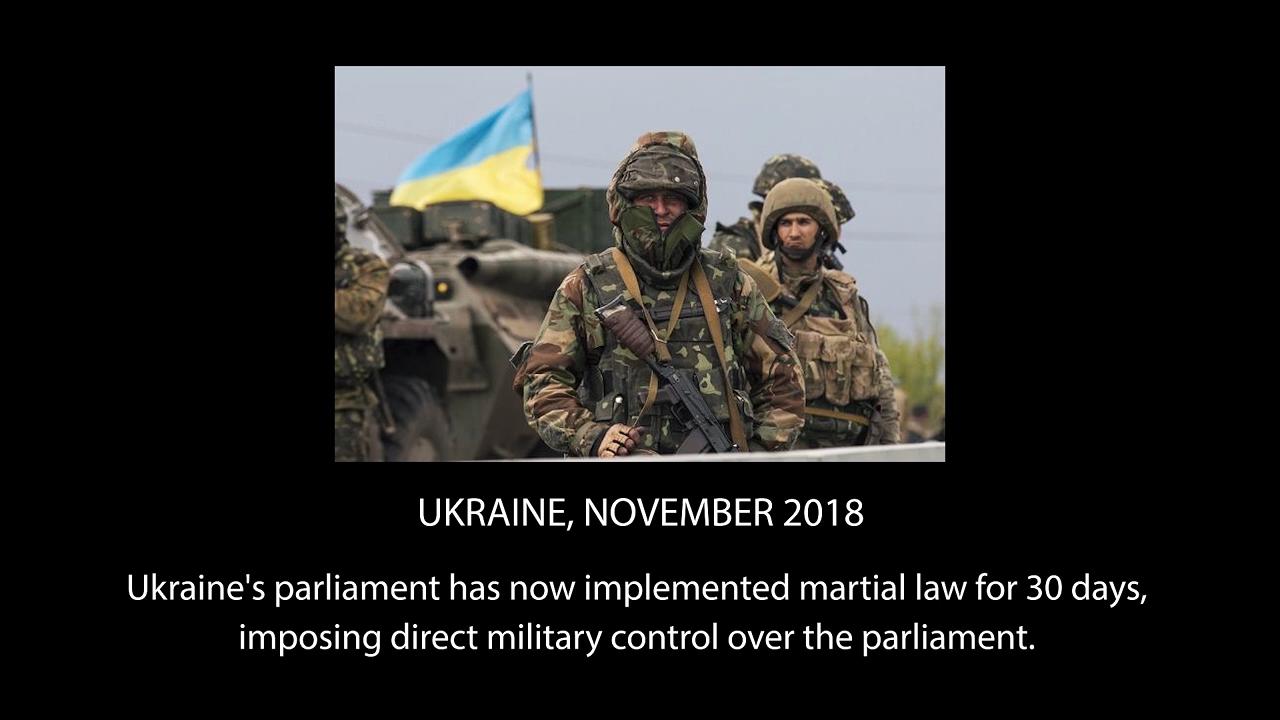 UKRAINE, NOVEMBER 2018
Ukraine's parliament has now implemented martial law for 30 days,
imposing direct military control over the parliament.